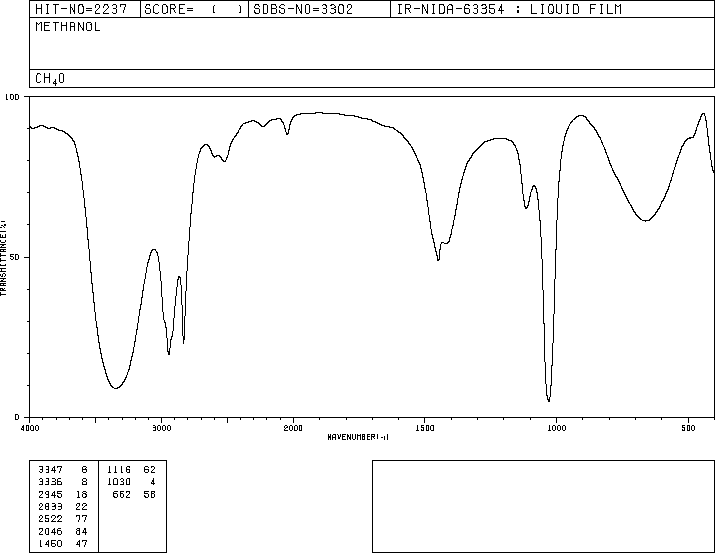 HIT-NO=2237 SCORE= ( ) SDBS-NO=3302 IR-NIDA-63354 : LIQUID FILM
METHANOL
CH4O
100
TRANSMITTANCE(%)
50
0
4000 3000 2000 1500 1000 500
WAVENUMBER(-1)
3347 6 1116 62
3336 8 1030 4
2945 18 662 58
2833 22
2522 77
2046 84
1450 47